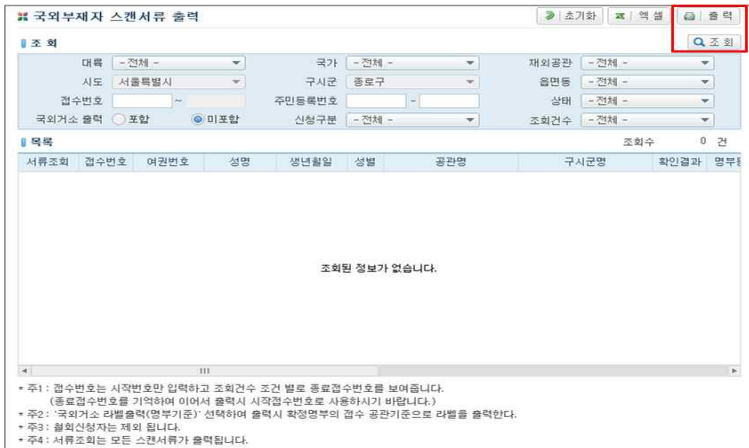 국외부재자 스캔서류 출력
초기화 엑 셀 출 력
조 회
조 회
대륙 - 전체 - 국가 - 전체 - 재외공관 - 전체 -
시도 서울특별시 구시군 종로구 읍면동 - 전체 -
접수번호 ~ 주민등록번호 - 상태 - 전체 -
국외거소 출력 포함 미포함 신청구분 - 전체 - 조회건수 - 전체 -
목록 조회수 0 건
서류조회 접수번호 여권번호 성명 생년월일 성별 공관명 구시군명 확인결과 명부
조회된 정보가 없습니다.
* 주1 : 접수번호는 시작번호만 입력하고 조회건수 조건 별로 종료접수번호를 보여줍니다.
(종료접수번호를 기억하여 이어서 출력시 시작접수번호로 사용하시기 바랍니다.)
* 주2 : '국외거소 라벨출력(명부기준)' 선택하여 출력시 확정명부의 접수 공관기준으로 라벨을 출력한다.
* 주3 : 철회신청자는 제외 됩니다.
* 주4 : 서류조회는 모든 스캔서류가 출력됩니다.